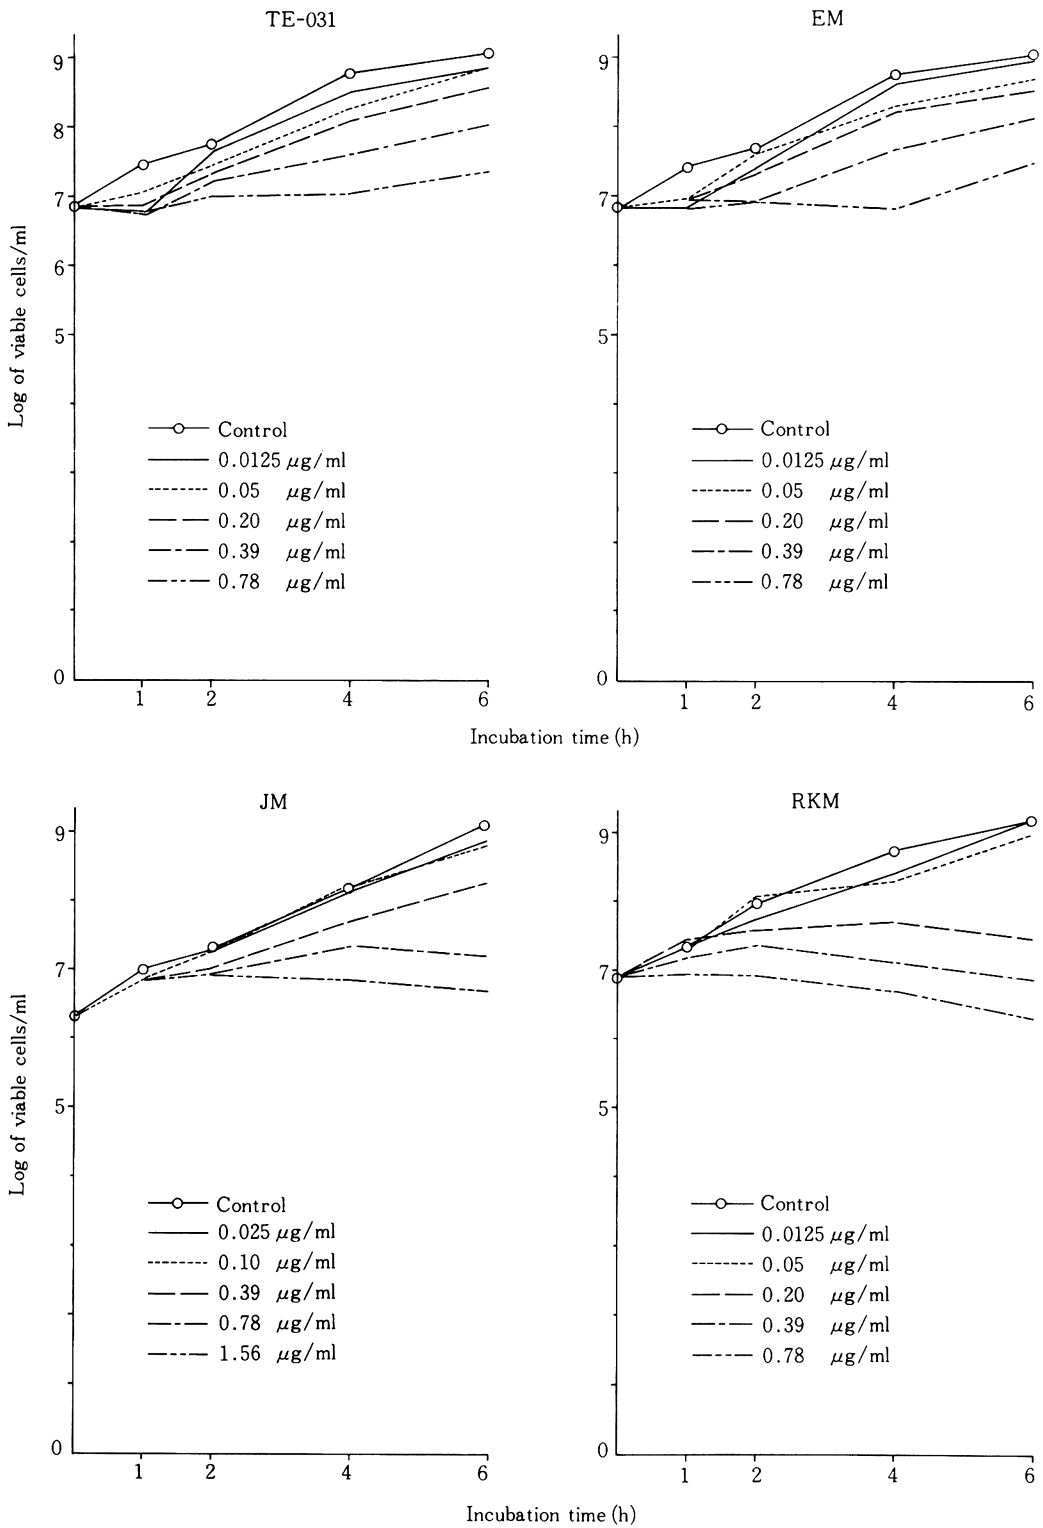 TE-031
EM
Log of viable cells/ml
9
8
7
6
5
0
1
2
4
6
Control
0.0125 μg/ml
0.05 μg/ml
0.20 μg/ml
0.39 μg/ml
0.78 μg/ml
9
7
5
0
1
2
4
6
Control
0.0125 μg/ml
0.05 μg/ml
0.20 μg/ml
0.39 μg/ml
0.78 μg/ml
Incubation time (h)
JM
RKM
Log of viable cells/ml
9
7
5
0
1
2
4
6
Control
0.025 μg/ml
0.10 μg/ml
0.39 μg/ml
0.78 μg/ml
1.56 μg/ml
9
7
5
0
1
2
4
6
Control
0.0125 μg/ml
0.05 μg/ml
0.20 μg/ml
0.39 μg/ml
0.78 μg/ml
Incubation time (h)